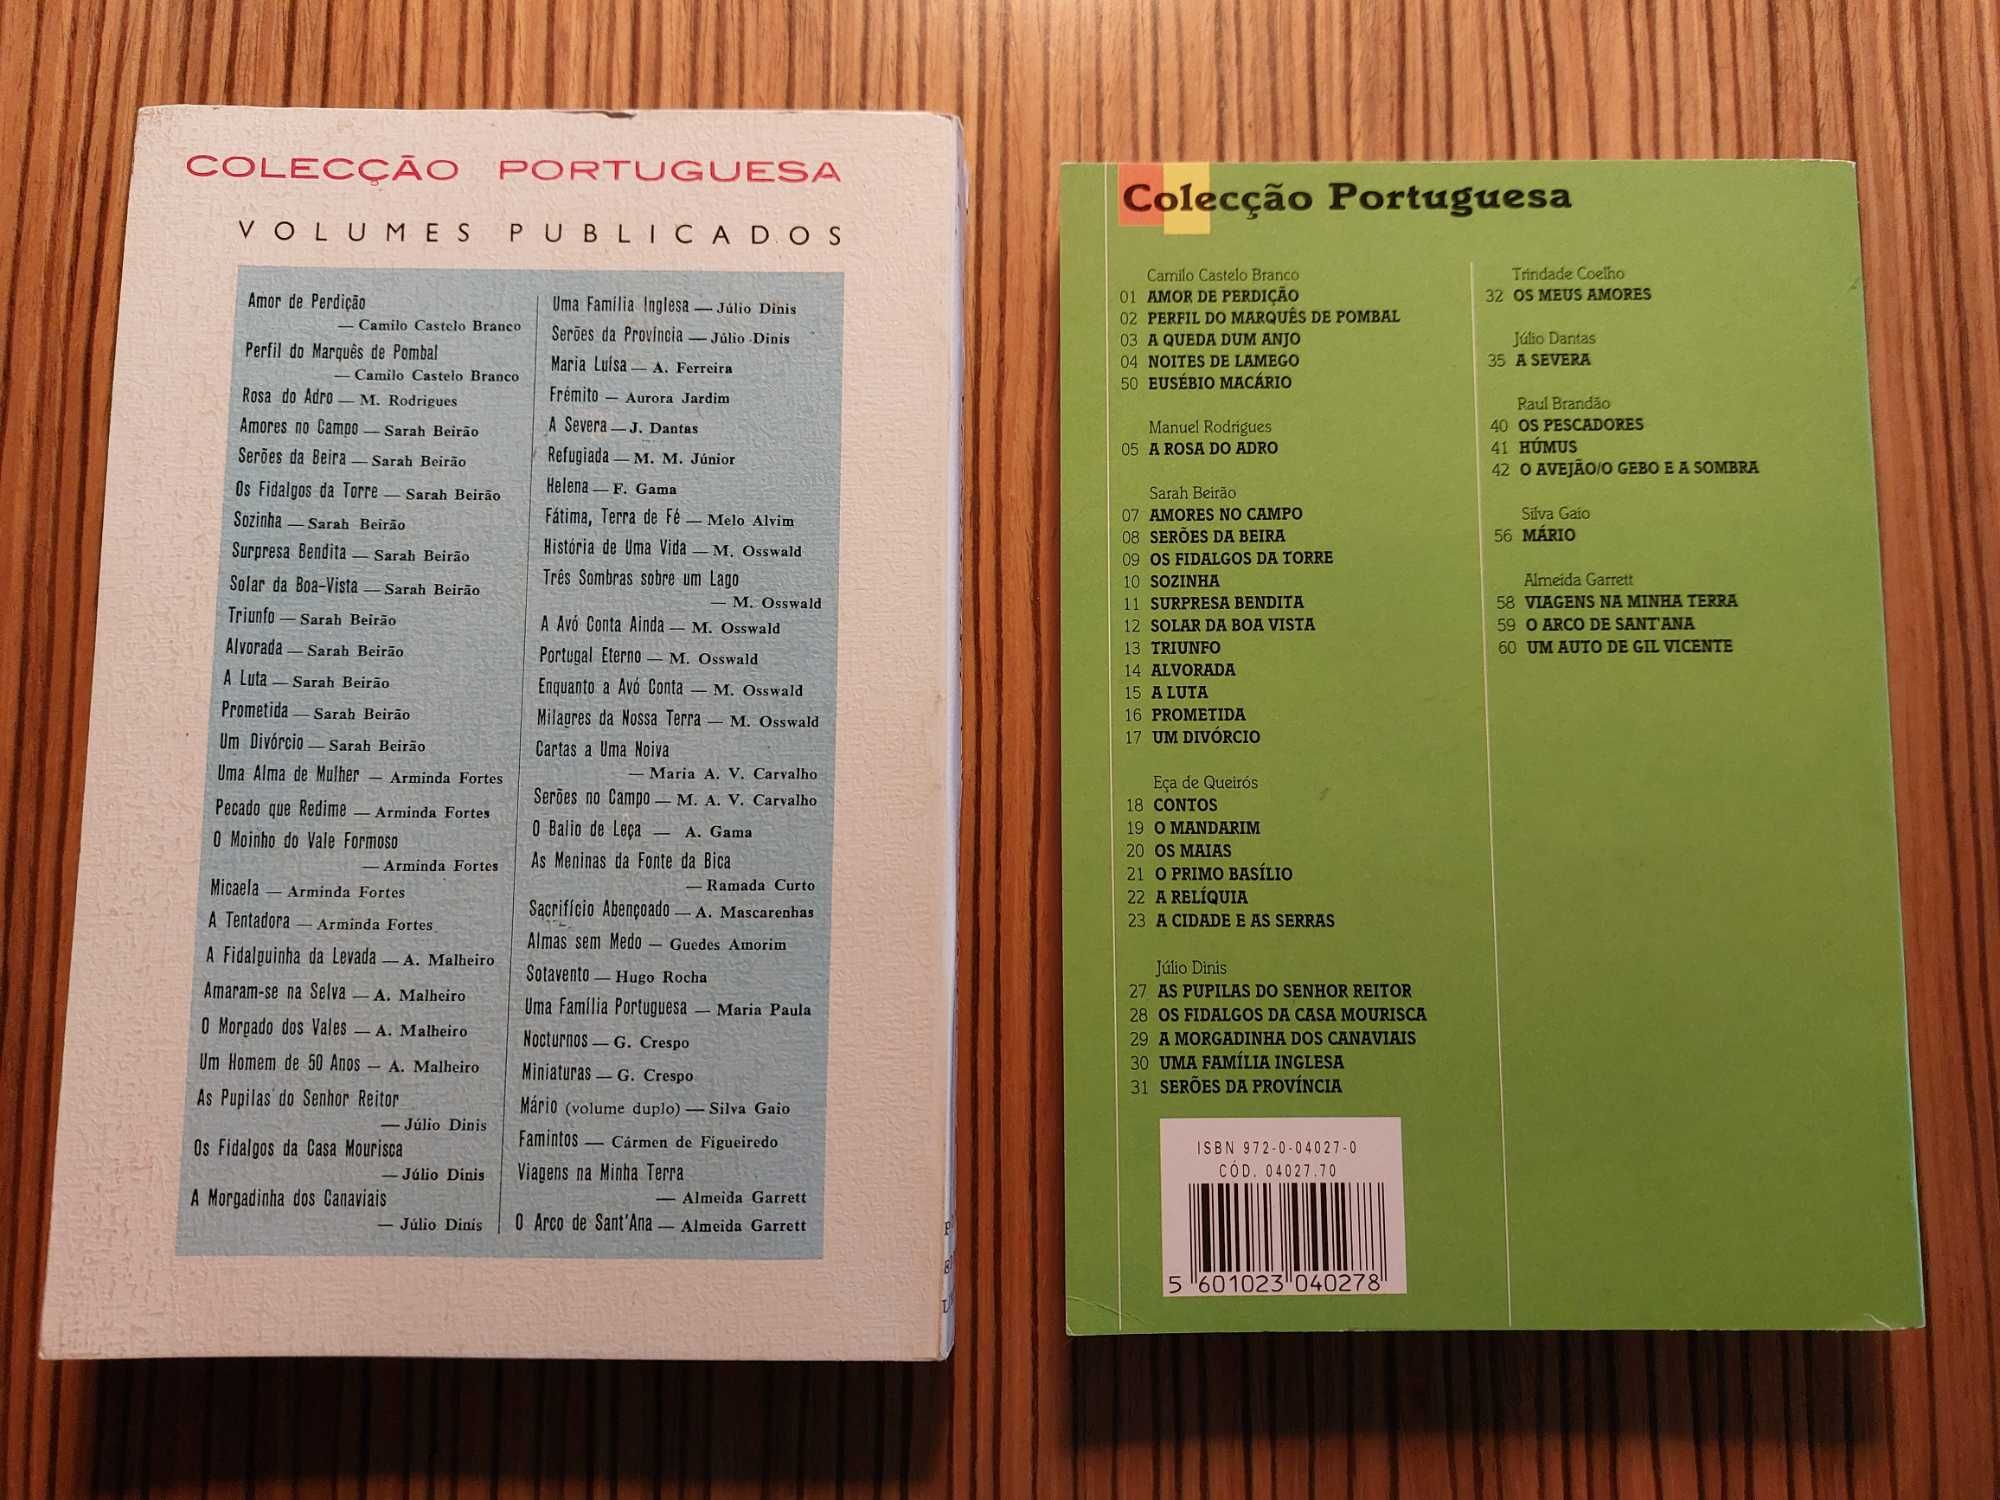 COLECÇÃO PORTUGUESA
VOLUMES PUBLICADOS
Amor de Perdição
— Camilo Castelo Branco
Perfil do Marquês de Pombal
— Camilo Castelo Branco
Rosa do Adro — M. Rodrigues
Amores no Campo — Sarah Beirão
Serões da Beira — Sarah Beirão
Os Fidalgos da Torre — Sarah Beirão
Sozinha — Sarah Beirão
Surpresa Bendita — Sarah Beirão
Solar da Boa-Vista — Sarah Beirão
Triunfo — Sarah Beirão
Alvorada — Sarah Beirão
A Luta — Sarah Beirão
Prometida — Sarah Beirão
Um Divórcio — Sarah Beirão
Uma Alma de Mulher — Arminda Fortes
Pecado que Redime — Arminda Fortes
O Moinho do Vale Formoso
— Arminda Fortes
Micaela — Arminda Fortes
A Tentadora — Arminda Fortes
A Fidalguinha da Levada — A. Malheiro
Amaram-se na Selva — A. Malheiro
O Morgado dos Vales — A. Malheiro
Um Homem de 50 Anos — A. Malheiro
As Pupilas do Senhor Reitor
— Júlio Dinis
Os Fidalgos da Casa Mourisca
— Júlio Dinis
A Morgadinha dos Canaviais
— Júlio Dinis
Uma Família Inglesa — Júlio Dinis
Serões da Província — Júlio Dinis
Maria Luísa — A. Ferreira
Frémito — Aurora Jardim
A Severa — J. Dantas
Refugiada — M. M. Júnior
Helena — F. Gama
Fátima, Terra de Fé — Melo Alvim
História de Uma Vida — M. Osswald
Três Sombras sobre um Lago
— M. Osswald
A Avó Conta Ainda — M. Osswald
Portugal Eterno — M. Osswald
Enquanto a Avó Conta — M. Osswald
Milagres da Nossa Terra — M. Osswald
Cartas a Uma Noiva
— Maria A. V. Carvalho
Serões no Campo — M. A. V. Carvalho
O Balio de Leça — A. Gama
As Meninas da Fonte da Bica
— Ramada Curto
Sacrifício Abençoado — A. Mascarenhas
Almas sem Medo — Guedes Amorim
Sotavento — Hugo Rocha
Uma Família Portuguesa — Maria Paula
Nocturnos — G. Crespo
Miniaturas — G. Crespo
Mário (volume duplo) — Silva Gaio
Famintos — Cármen de Figueiredo
Viagens na Minha Terra
— Almeida Garrett
O Arco de Sant'Ana — Almeida Garrett
Colecção Portuguesa
Camilo Castelo Branco
01 AMOR DE PERDIÇÃO
02 PERFIL DO MARQUÊS DE POMBAL
03 A QUEDA DUM ANJO
04 NOITES DE LAMEGO
50 EUSÉBIO MACÁRIO
Manuel Rodrigues
05 A ROSA DO ADRO
Sarah Beirão
07 AMORES NO CAMPO
08 SERÕES DA BEIRA
09 OS FIDALGOS DA TORRE
10 SOZINHA
11 SURPRESA BENDITA
12 SOLAR DA BOA VISTA
13 TRIUNFO
14 ALVORADA
15 A LUTA
16 PROMETIDA
17 UM DIVÓRCIO
Eça de Queirós
18 CONTOS
19 O MANDARIM
20 OS MAIAS
21 O PRIMO BASÍLIO
22 A RELÍQUIA
23 A CIDADE E AS SERRAS
Júlio Dinis
27 AS PUPILAS DO SENHOR REITOR
28 OS FIDALGOS DA CASA MOURISCA
29 A MORGADINHA DOS CANAVIAIS
30 UMA FAMÍLIA INGLESA
31 SERÕES DA PROVÍNCIA
Trindade Coelho
32 OS MEUS AMORES
Júlio Dantas
35 A SEVERA
Raul Brandão
40 OS PESCADORES
41 HÚMUS
42 O AVEJÃO/O GEBO E A SOMBRA
Silva Gaio
56 MÁRIO
Almeida Garrett
58 VIAGENS NA MINHA TERRA
59 O ARCO DE SANT'ANA
60 UM AUTO DE GIL VICENTE
ISBN 972-0-04027-0
CÓD. 04027.70
5 601023 040278